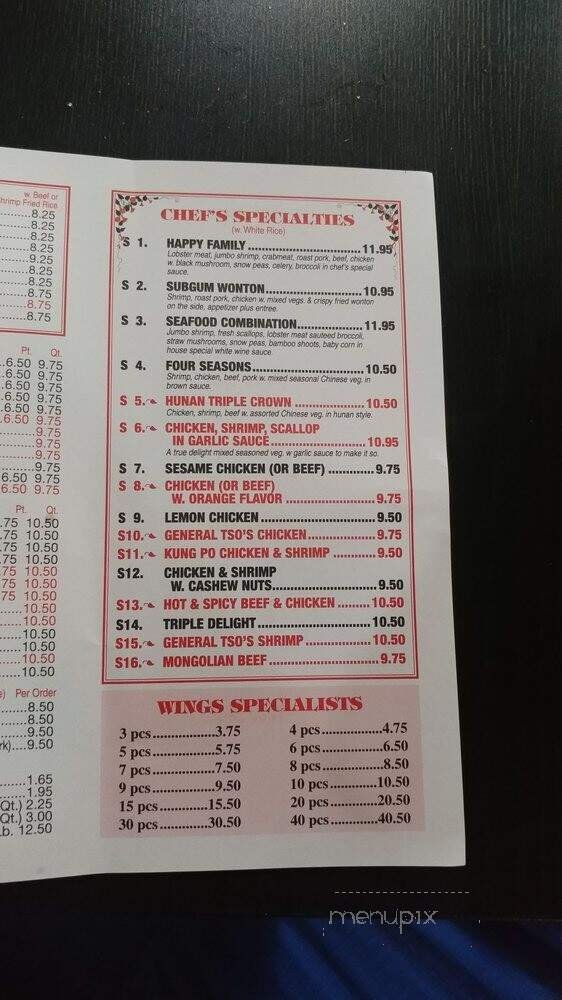 w. Beef or
hrimp Fried Rice
8.25
8.25
8.25
8.25
9.25
8.25
8.25
8.75
8.75
8.75
Pt. Qt.
6.50 9.75
6.50 9.75
6.50 9.75
6.50 9.75
6.50 9.75
6.50 9.75
9.75
9.75
9.75
9.75
6.50 9.75
6.50 9.75
Pt. Qt.
.75 10.50
.75 10.50
75 10.50
75 10.50
75 10.50
75 10.50
75 10.50
10.50
10.50
10.50
10.50
10.50
10.50
e) Per Order
8.50
8.50
9.50
rk)....9.50
1.65
1.95
Qt.) 2.25
Qt.) 3.00
b. 12.50
CHEF'S SPECIALTIES
(w. White Rice)
S 1. HAPPY FAMILY 11.95
Lobster meat, jumbo shrimp, crabmeat, roast pork, beef, chicken
w. black mushroom, snow peas, celery, broccoli in chef's special
sauce.
S 2. SUBGUM WONTON 10.95
Shrimp, roast pork, chicken w. mixed vegs. & crispy fried wonton
on the side, appetizer plus entree.
S 3. SEAFOOD COMBINATION 11.95
Jumbo shrimp, fresh scallops, lobster meat sauteed broccoli,
straw mushrooms, snow peas, bamboo shoots, baby corn in
house special white wine sauce.
S 4. FOUR SEASONS 10.50
Shrimp, chicken, beef, pork w. mixed seasonal Chinese veg. in
brown sauce.
S 5. HUNAN TRIPLE CROWN 10.50
Chicken, shrimp, beef w. assorted Chinese veg. in hunan style.
S 6. CHICKEN, SHRIMP, SCALLOP
IN GARLIC SAUCE 10.95
A true delight mixed seasoned veg. w garlic sauce to make it so.
S 7. SESAME CHICKEN (OR BEEF) 9.75
S 8. CHICKEN (OR BEEF)
W. ORANGE FLAVOR 9.75
S 9. LEMON CHICKEN 9.50
S10. GENERAL TSO'S CHICKEN 9.75
S11. KUNG PO CHICKEN & SHRIMP 9.50
S12. CHICKEN & SHRIMP
W. CASHEW NUTS 9.50
S13. HOT & SPICY BEEF & CHICKEN 10.50
S14. TRIPLE DELIGHT 10.50
S15. GENERAL TSO'S SHRIMP 10.50
S16. MONGOLIAN BEEF 9.75
WINGS SPECIALISTS
3 pcs 3.75 4 pcs 4.75
5 pcs 5.75 6 pcs 6.50
7 pcs 7.50 8 pcs 8.50
9 pcs 9.50 10 pcs 10.50
15 pcs 15.50 20 pcs 20.50
30 pcs 30.50 40 pcs 40.50
menupix